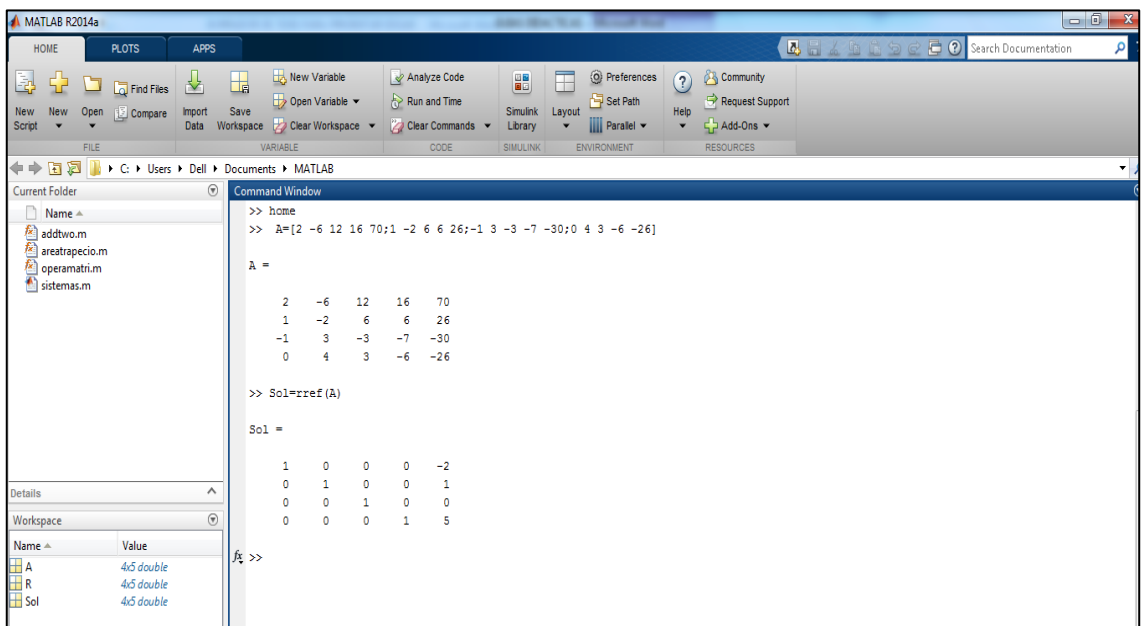 MATLAB R2014a
HOME PLOTS APPS
Search Documentation
New Script
New
Open
Find Files
Compare
Import Data
Save Workspace
New Variable
Open Variable
Clear Workspace
Analyze Code
Run and Time
Clear Commands
Simulink Library
Layout
Preferences
Set Path
Parallel
Help
Community
Request Support
Add-Ons
FILE VARIABLE CODE SIMULINK ENVIRONMENT RESOURCES
C: Users Dell Documents MATLAB
Current Folder
Name
addtwo.m
areatrapecio.m
operamatri.m
sistemas.m
Details
Workspace
Name Value
A 4x5 double
R 4x5 double
Sol 4x5 double
Command Window
>> home
>> A=[2 -6 12 16 70;1 -2 6 6 26;-1 3 -3 -7 -30;0 4 3 -6 -26]
A =
2 -6 12 16 70
1 -2 6 6 26
-1 3 -3 -7 -30
0 4 3 -6 -26
>> Sol=rref(A)
Sol =
1 0 0 0 -2
0 1 0 0 1
0 0 1 0 0
0 0 0 1 5
fx >>